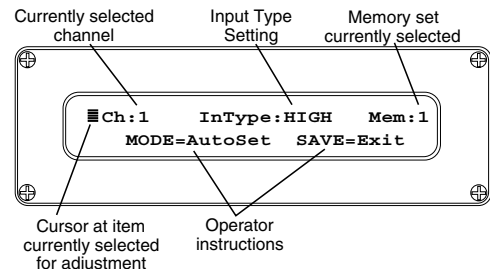 Currently selected
channel
Input Type
Setting
Memory set
currently selected
Ch:1 InType:HIGH Mem:1
MODE=AutoSet SAVE=Exit
Cursor at item
currently selected
for adjustment
Operator
instructions